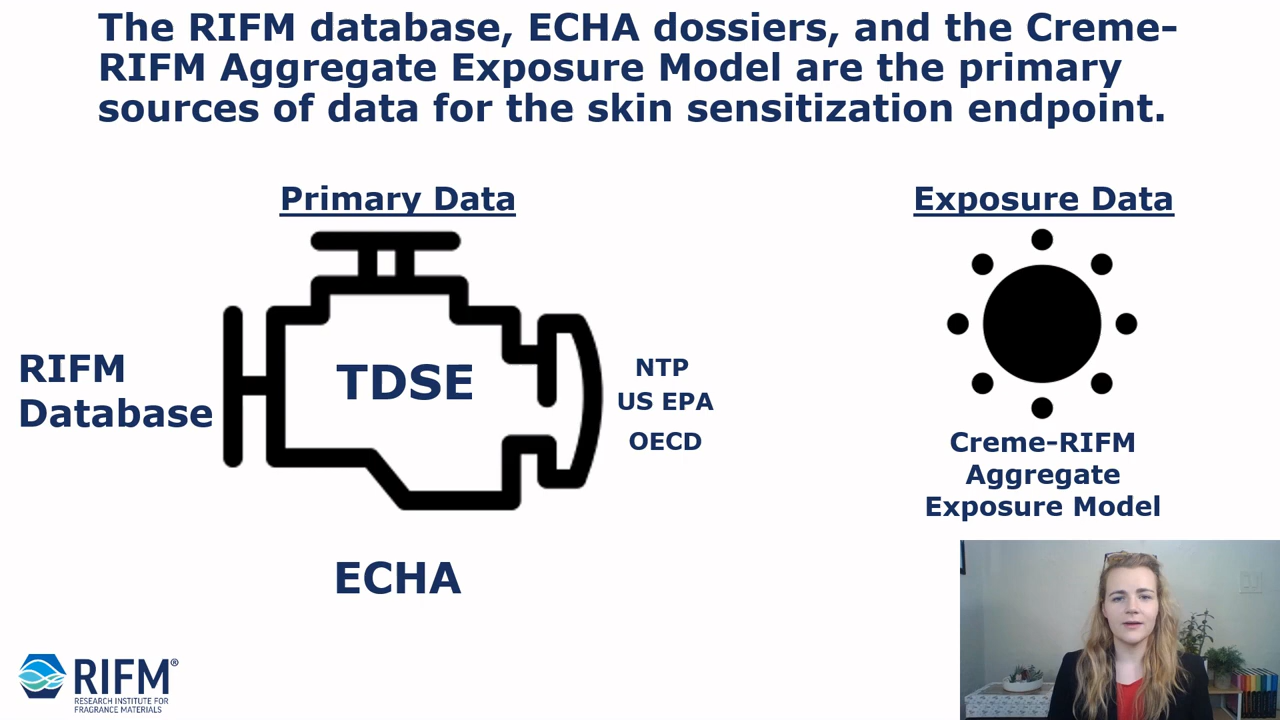 The RIFM database, ECHA dossiers, and the Creme-
RIFM Aggregate Exposure Model are the primary
sources of data for the skin sensitization endpoint.
Primary Data
RIFM
Database
TDSE
NTP
US EPA
OECD
ECHA
Exposure Data
Creme-RIFM
Aggregate
Exposure Model
RIFM®
RESEARCH INSTITUTE FOR
FRAGRANCE MATERIALS